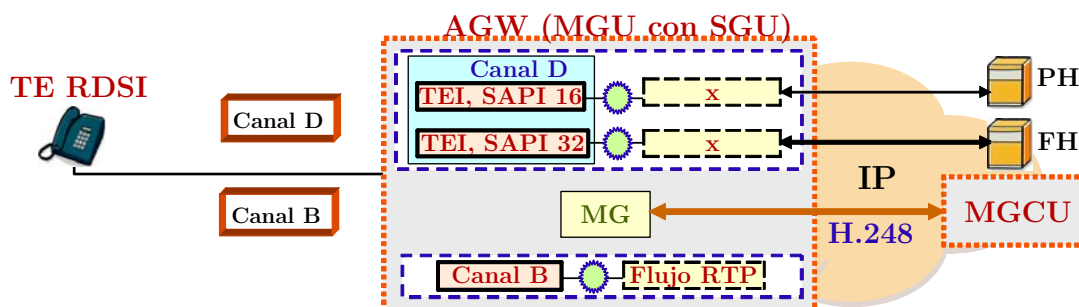 AGW (MGU con SGU)
TE RDSI
Canal D
Canal D
TEI, SAPI 16
x
PH
TEI, SAPI 32
x
FH
IP
Canal B
MG
MGCU
H.248
Canal B
Flujo RTP